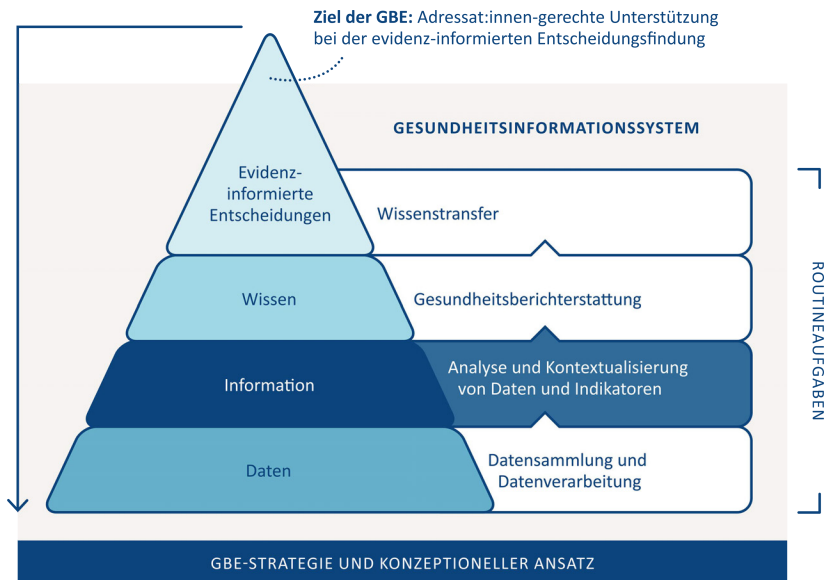 Ziel der GBE: Adressat:innen-gerechte Unterstützung
bei der evidenz-informierten Entscheidungsfindung
GESUNDHEITSINFORMATIONSSYSTEM
Evidenz-
informierte
Entscheidungen
Wissenstransfer
Wissen
Gesundheitsberichterstattung
Information
Analyse und Kontextualisierung
von Daten und Indikatoren
Daten
Datensammlung und
Datenverarbeitung
ROUTINEAUFGABEN
GBE-STRATEGIE UND KONZEPTIONELLER ANSATZ